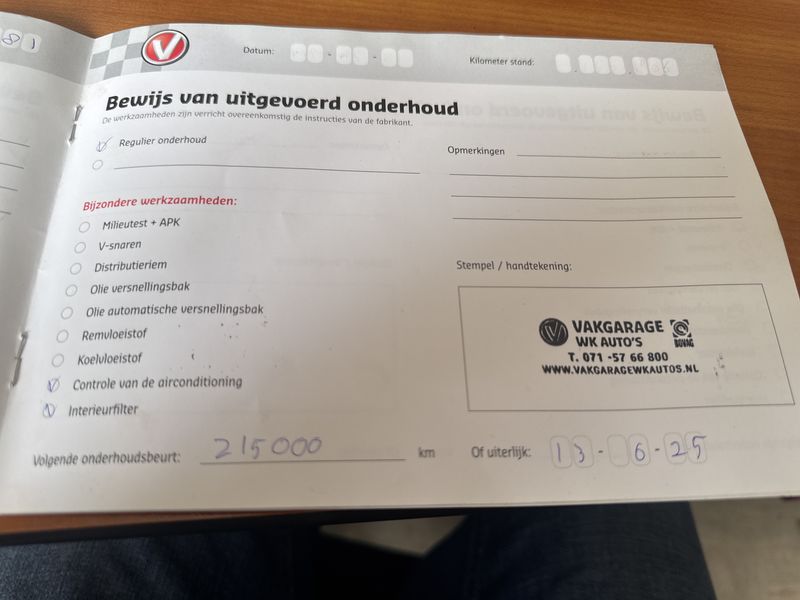 81
V
Datum:
Kilometer stand:
Bewijs van uitgevoerd onderhoud
De werkzaamheden zijn verricht overeenkomstig de instructies van de fabrikant.
Regulier onderhoud
Opmerkingen
Bijzondere werkzaamheden:
Milieutest + APK
V-snaren
Distributieriem
Olie versnellingsbak
Olie automatische versnellingsbak
Remvloeistof
Koelvloeistof
Controle van de airconditioning
Interieurfilter
Stempel / handtekening:
VAKGARAGE
WK AUTO'S
BOVAG
T. 071 -57 66 800
WWW.VAKGARAGEWKAUTOS.NL
Volgende onderhoudsbeurt: 215000 km
Of uiterlijk: 13 - 6 - 25